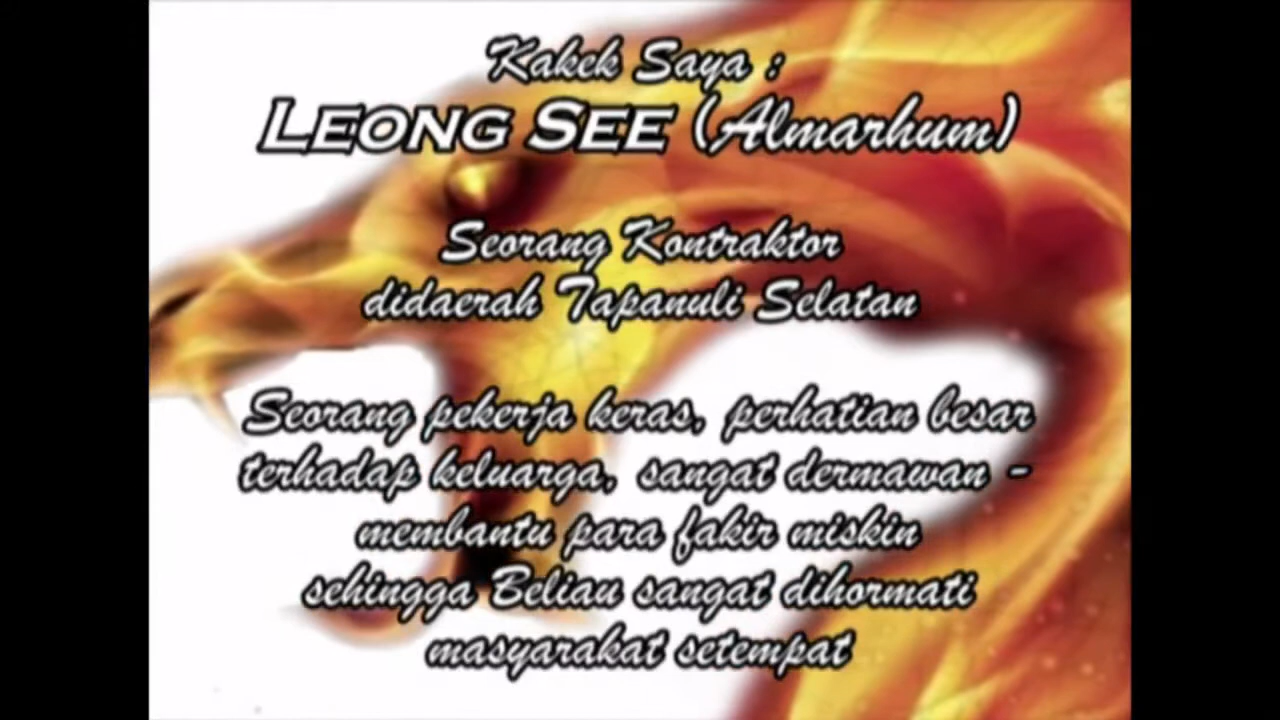 Kakek Saya :
LEONG SEE (Almarhum)
Seorang Kontraktor
didaerah Tapanuli Selatan
Seorang pekerja keras, perhatian besar
terhadap keluarga, sangat dermawan -
membantu para fakir miskin
sehingga Beliau sangat dihormati
masyarakat setempat